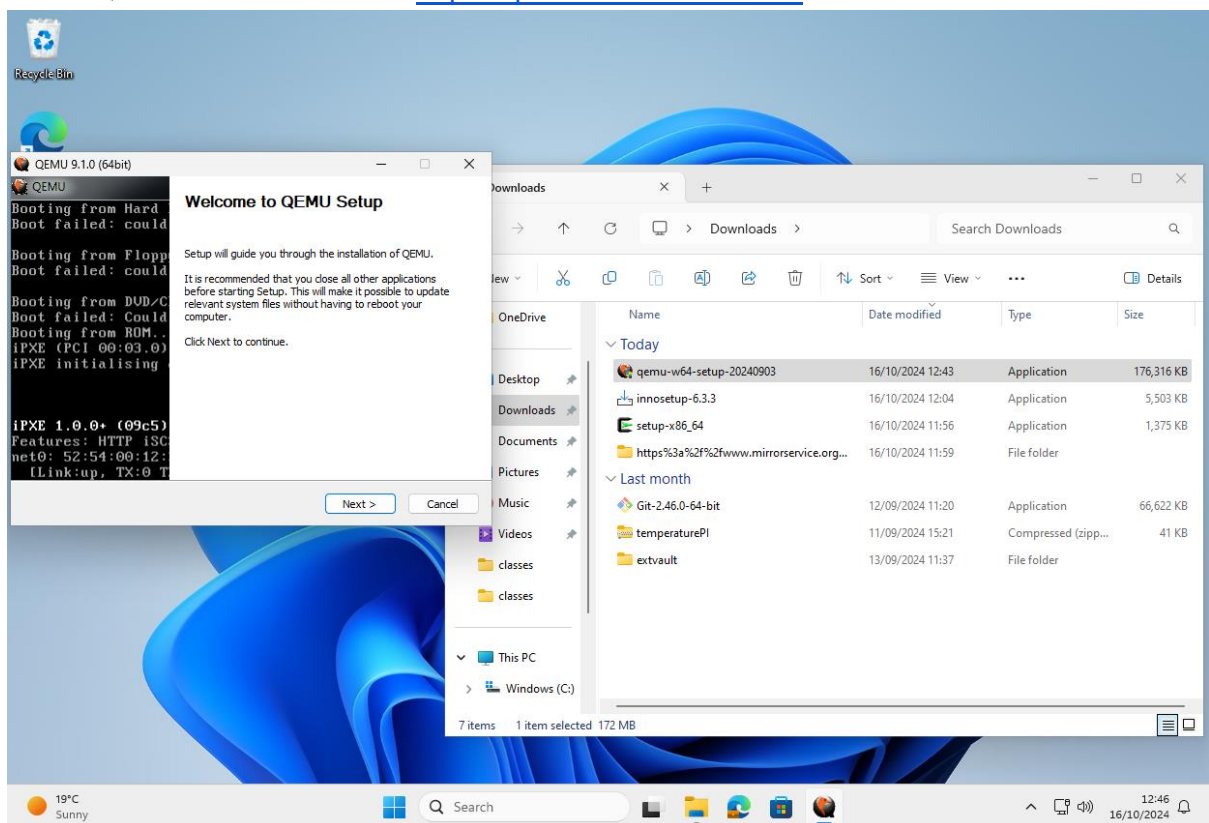 Recycle Bin
QEMU 9.1.0 (64bit)
QEMU
Booting from Hard
Boot failed: could
Booting from Flopp
Boot failed: could
Booting from DVD/C
Boot failed: Could
Booting from ROM..
iPXE (PCI 00:03.0)
iPXE initialising
iPXE 1.0.0+ (09c5)
Features: HTTP iSC
net0: 52:54:00:12:
[Link:up, TX:0 T
Welcome to QEMU Setup
Setup will guide you through the installation of QEMU.
It is recommended that you close all other applications
before starting Setup. This will make it possible to update
relevant system files without having to reboot your
computer.
Click Next to continue.
Next >
Cancel
Downloads
Downloads
Search Downloads
Sort
View
Details
OneDrive
Desktop
Downloads
Documents
Pictures
Music
Videos
classes
classes
This PC
Windows (C:)
Name Date modified Type Size
Today
qemu-w64-setup-20240903 16/10/2024 12:43 Application 176,316 KB
innosetup-6.3.3 16/10/2024 12:04 Application 5,503 KB
setup-x86_64 16/10/2024 11:56 Application 1,375 KB
https%3a%2f%2fwww.mirrorservice.org... 16/10/2024 11:59 File folder
Last month
Git-2.46.0-64-bit 12/09/2024 11:20 Application 66,622 KB
temperaturePI 11/09/2024 15:21 Compressed (zipp... 41 KB
extvault 13/09/2024 11:37 File folder
7 items 1 item selected 172 MB
19°C
Sunny
Search
12:46
16/10/2024